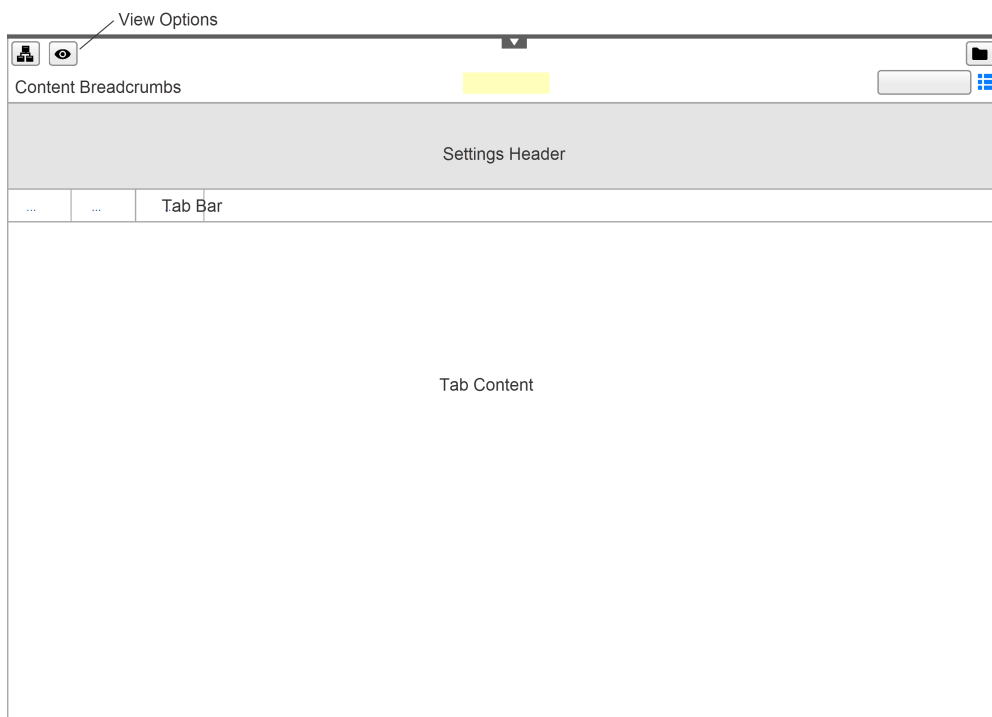 View Options
Content Breadcrumbs
Settings Header
...
...
Tab Bar
Tab Content